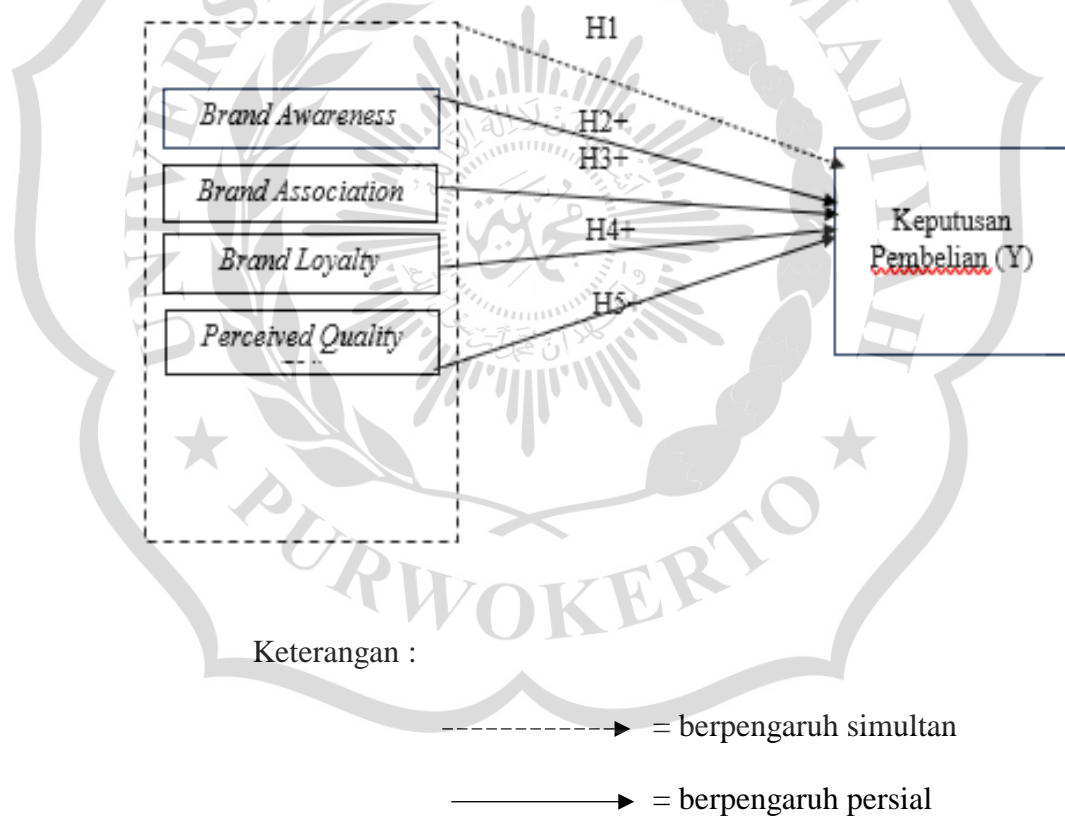 H1
Brand Awareness
H2+
H3+
Brand Association
Brand Loyalty
H4+
Perceived Quality
H5+
Keputusan
Pembelian (Y)
PURWOKERTO
Keterangan :
= berpengaruh simultan
= berpengaruh persial